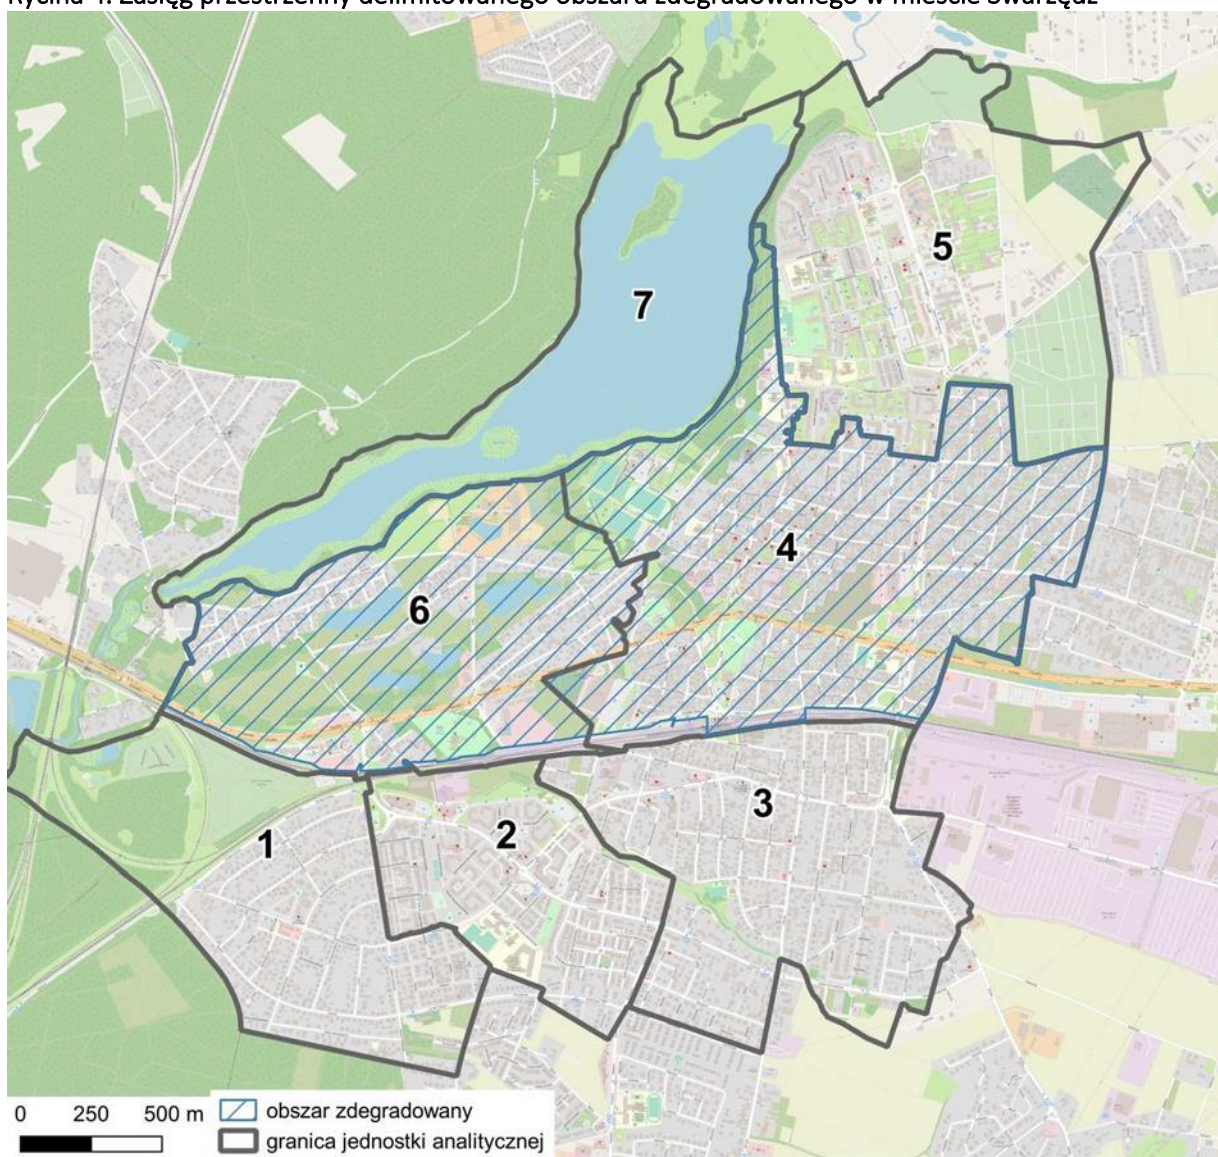 Rycina 4. Zasięg przestrzenny delimitowanego obszaru zdegradowanego w mieście Swarzędz
5
7
4
6
3
2
1
0 250 500 m
obszar zdegradowany
granica jednostki analitycznej